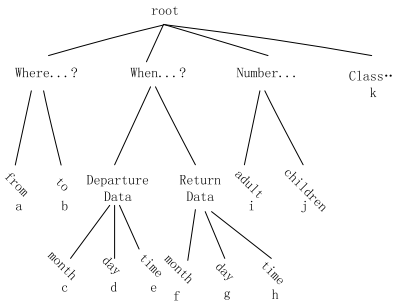 root
Where...? When...? Number... Class..
k
from to Departure Data Return Data adult children
a b i j
month day time month day time
c d e f g h